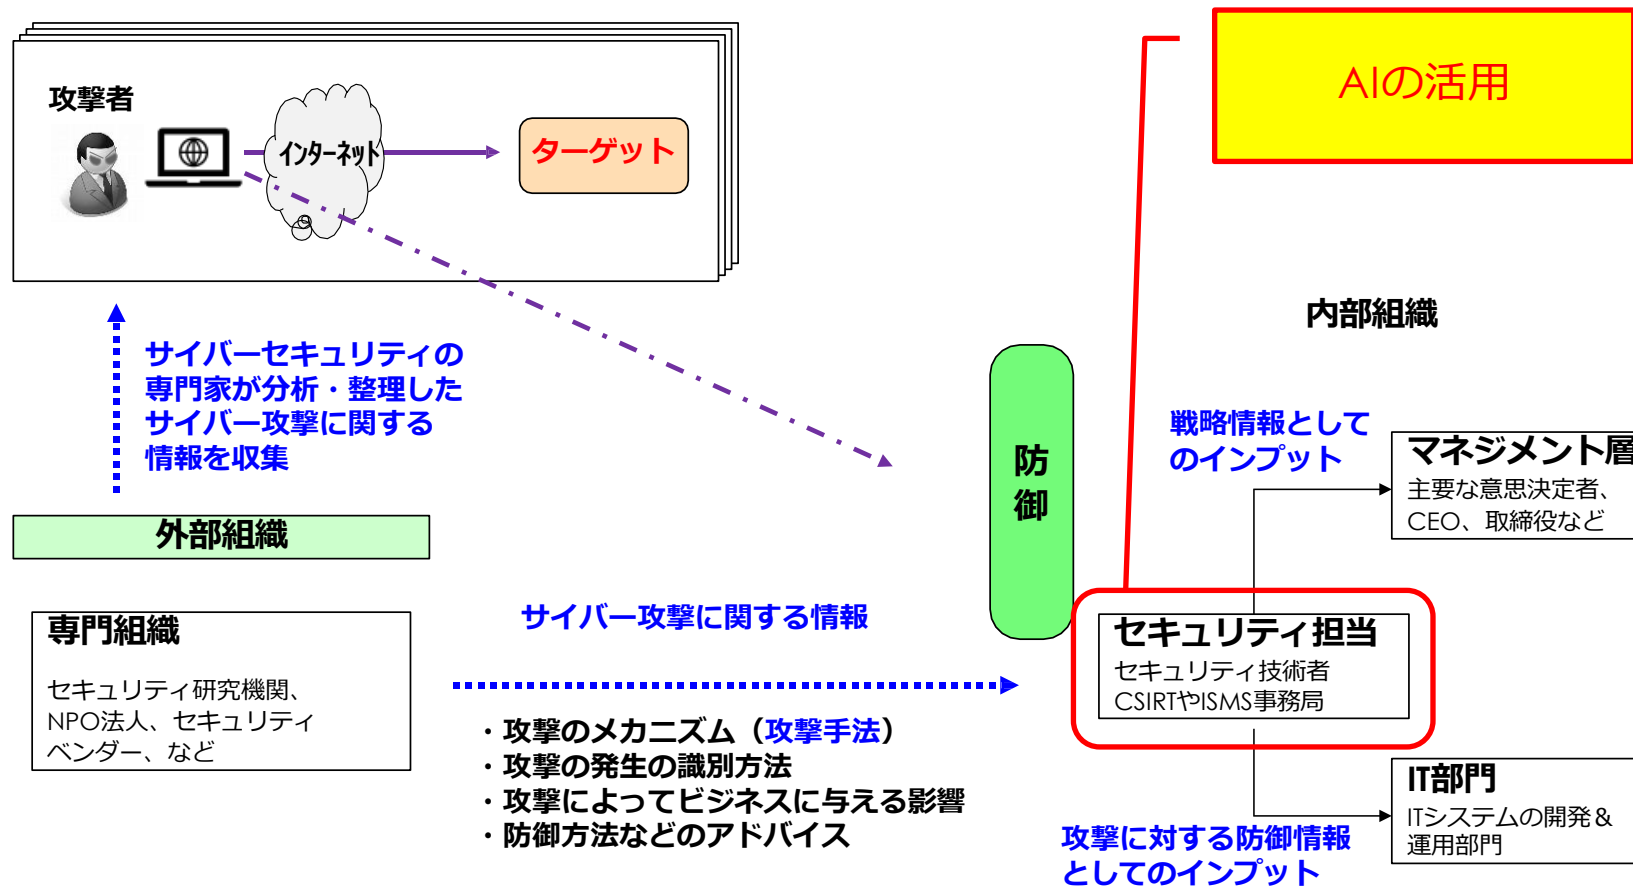 攻撃者
インターネット
ターゲット
AIの活用
サイバーセキュリティの
専門家が分析・整理した
サイバー攻撃に関する
情報を収集
内部組織
防
御
戦略情報として
のインプット
マネジメント層
主要な意思決定者、
CEO、取締役など
外部組織
専門組織
セキュリティ研究機関、
NPO法人、セキュリティ
ベンダー、など
サイバー攻撃に関する情報
・攻撃のメカニズム（攻撃手法）
・攻撃の発生の識別方法
・攻撃によってビジネスに与える影響
・防御方法などのアドバイス
セキュリティ担当
セキュリティ技術者
CSIRTやISMS事務局
IT部門
ITシステムの開発＆
運用部門
攻撃に対する防御情報
としてのインプット